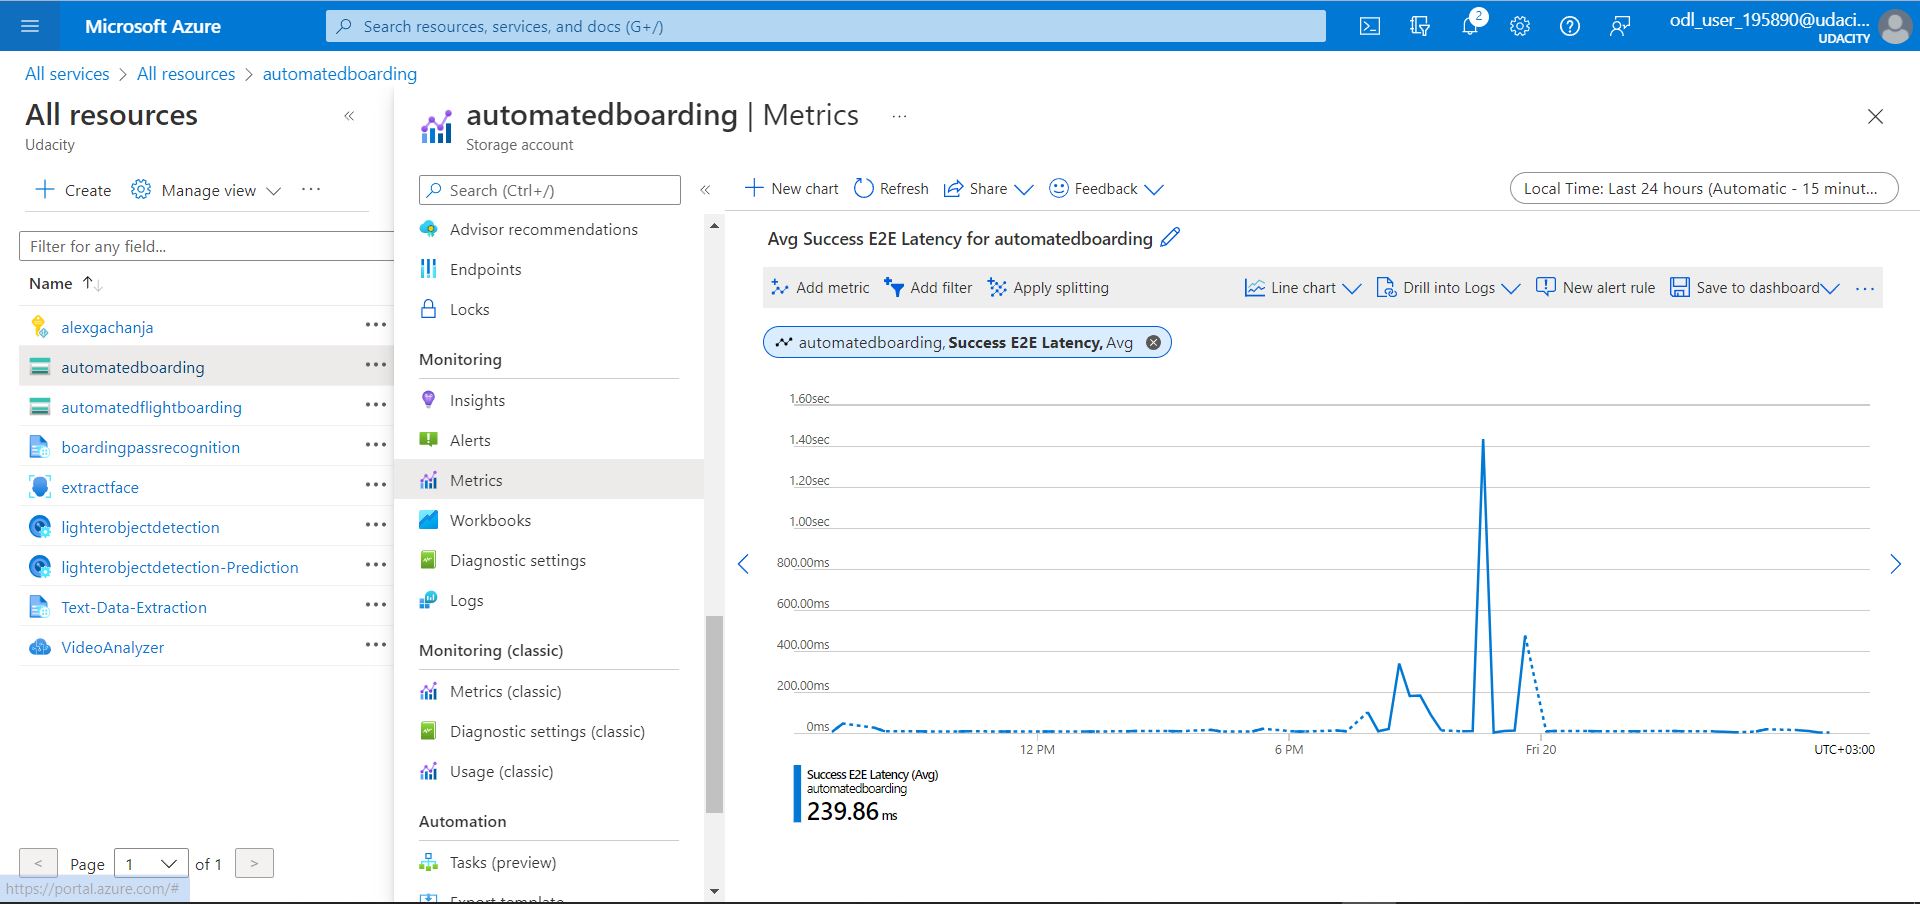 Microsoft Azure
Search resources, services, and docs (G+/)
2
odl_user_195890@udaci...
UDACITY
All services > All resources > automatedboarding
All resources
«
Udacity
Create
Manage view
...
Filter for any field...
Name ↑↓
alexgachanja
automatedboarding
automatedflightboarding
boardingpassrecognition
extractface
lighterobjectdetection
lighterobjectdetection-Prediction
Text-Data-Extraction
VideoAnalyzer
< Page 1 of 1 >
https://portal.azure.com/#
automatedboarding | Metrics ...
Storage account
Search (Ctrl+/)
«
Advisor recommendations
Endpoints
Locks
Monitoring
Insights
Alerts
Metrics
Workbooks
Diagnostic settings
Logs
Monitoring (classic)
Metrics (classic)
Diagnostic settings (classic)
Usage (classic)
Automation
Tasks (preview)
Export template
New chart Refresh Share Feedback
Local Time: Last 24 hours (Automatic - 15 minut...
Avg Success E2E Latency for automatedboarding
Add metric Add filter Apply splitting Line chart Drill into Logs New alert rule Save to dashboard ...
automatedboarding, Success E2E Latency, Avg
1.60sec
1.40sec
1.20sec
1.00sec
800.00ms
600.00ms
400.00ms
200.00ms
0ms
12 PM 6 PM Fri 20 UTC+03:00
Success E2E Latency (Avg)
automatedboarding
239.86 ms